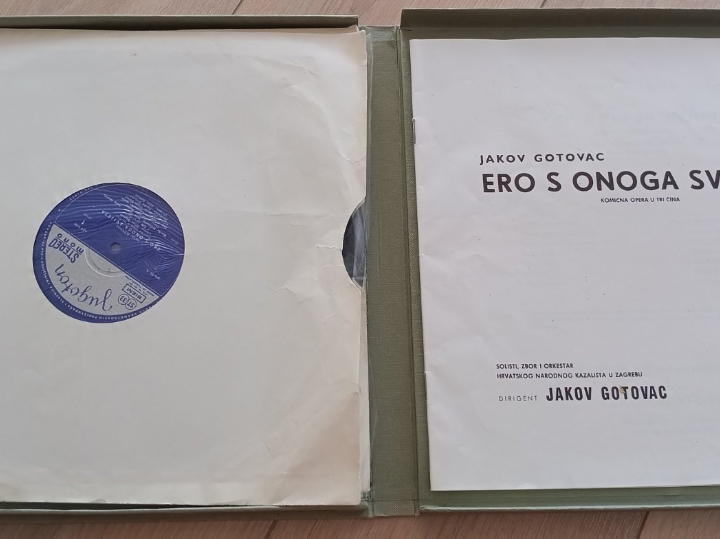 Jugoton
STEREO
MONO
JAKOV GOTOVAC
ERO S ONOGA SV
KOMIČNA OPERA U TRI ČINA
SOLISTI, ZBOR I ORKESTAR
HRVATSKOG NARODNOG KAZALIŠTA U ZAGREBU
DIRIGENT JAKOV GOTOVAC